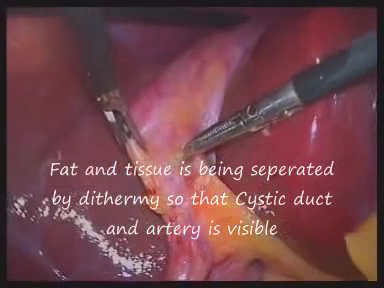 Fat and tissue is being seperated
by dithermy so that Cystic duct
and artery is visible